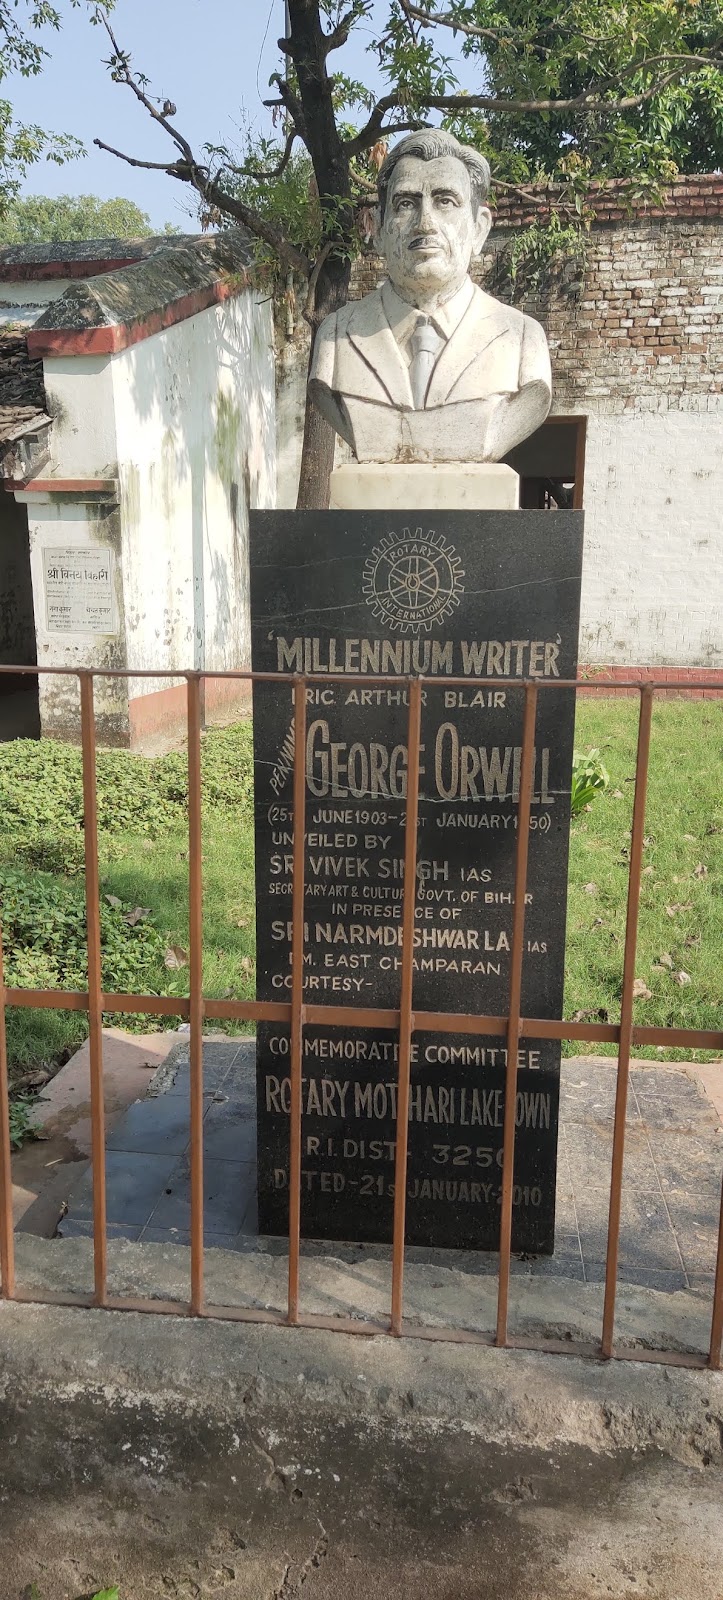 ROTARY
INTERNATIONAL
'MILLENNIUM WRITER'
ERIC ARTHUR BLAIR
PEN NAME GEORGE ORWELL
(25TH JUNE 1903-21ST JANUARY 1950)
UNVEILED BY
SRI VIVEK SINGH IAS
SECRETARY ART & CULTURE GOVT. OF BIHAR
IN PRESENCE OF
SRI NARMDESHWAR LAL IAS
DM. EAST CHAMPARAN
COURTESY-
COMMEMORATIVE COMMITTEE
ROTARY MOTIHARI LAKE TOWN
R.I. DIST- 3250
DATED-21ST JANUARY-2010
श्री विनय बिहारी